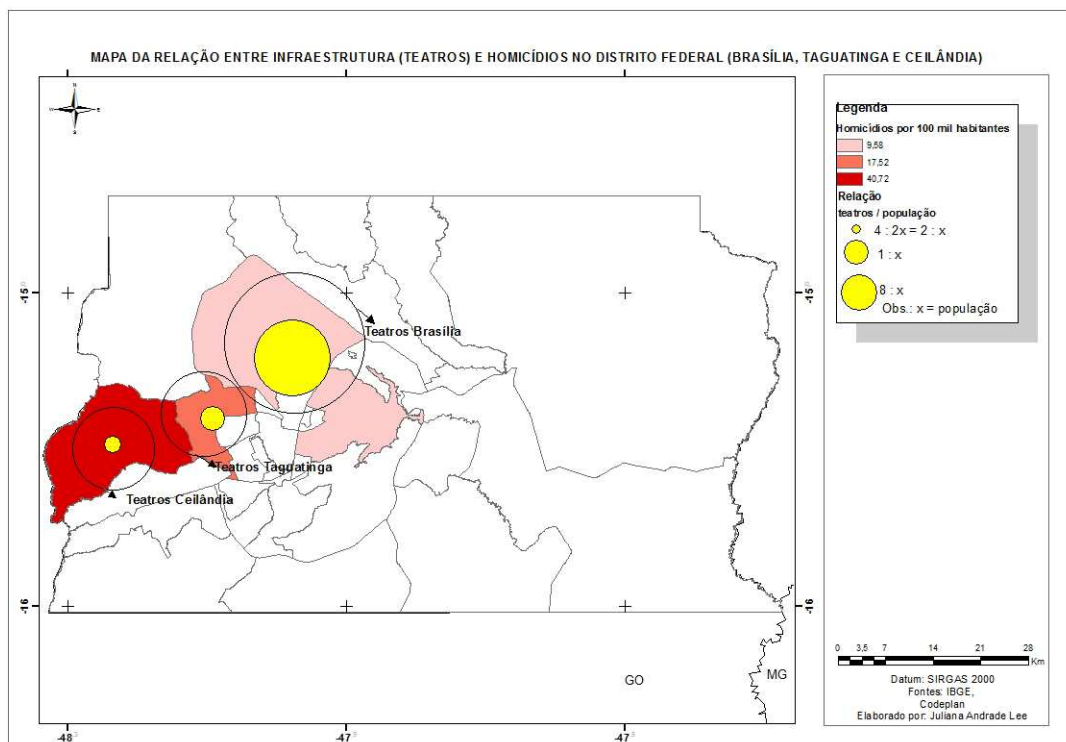 MAPA DA RELAÇÃO ENTRE INFRAESTRUTURA (TEATROS) E HOMICÍDIOS NO DISTRITO FEDERAL (BRASÍLIA, TAGUATINGA E CEILÂNDIA)
N
W E
S
Teatros Brasília
Teatros Taguatinga
Teatros Ceilândia
-15°
-16°
-15°
-16°
-48°
-47°
-47°
GO
MG
Legenda
Homicídios por 100 mil habitantes
9,58
17,52
40,72
Relação
teatros / população
4 : 2x = 2 : x
1 : x
8 : x
Obs.: x = população
0 3,5 7 14 21 28
Km
Datum: SIRGAS 2000
Fontes: IBGE,
Codeplan
Elaborado por: Juliana Andrade Lee